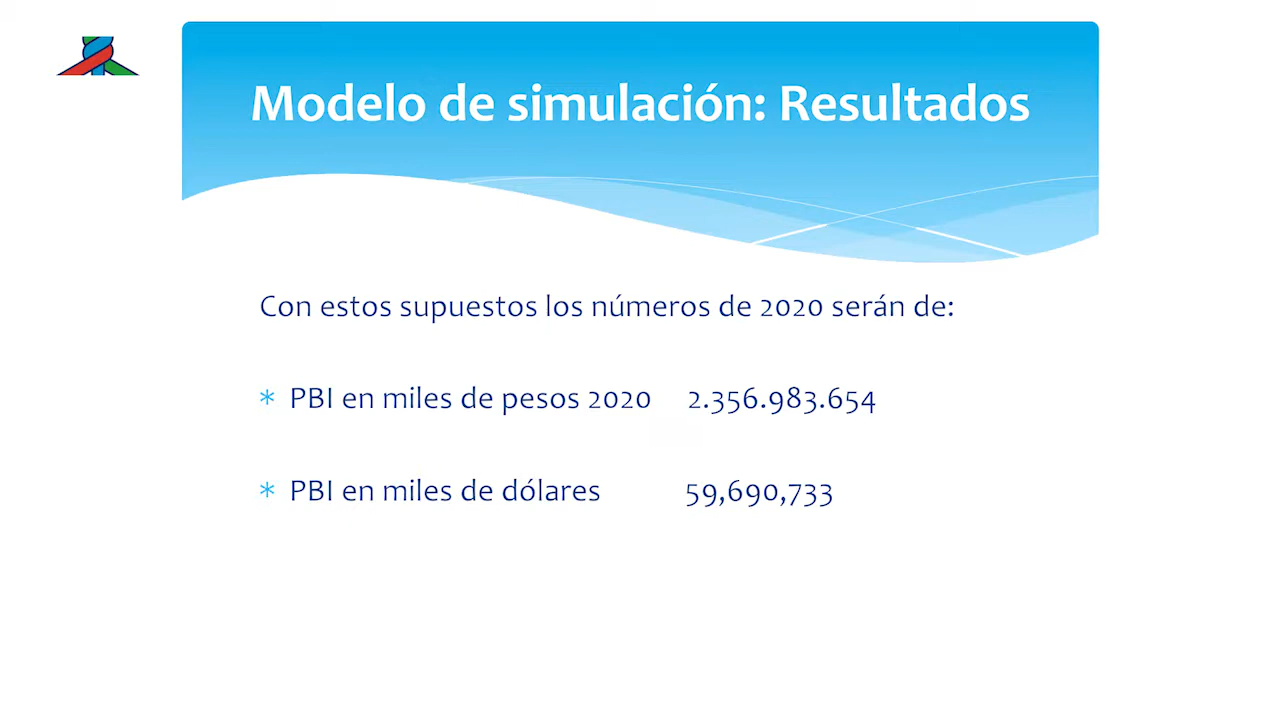 Modelo de simulación: Resultados
Con estos supuestos los números de 2020 serán de:
* PBI en miles de pesos 2020 2.356.983.654
* PBI en miles de dólares 59,690,733